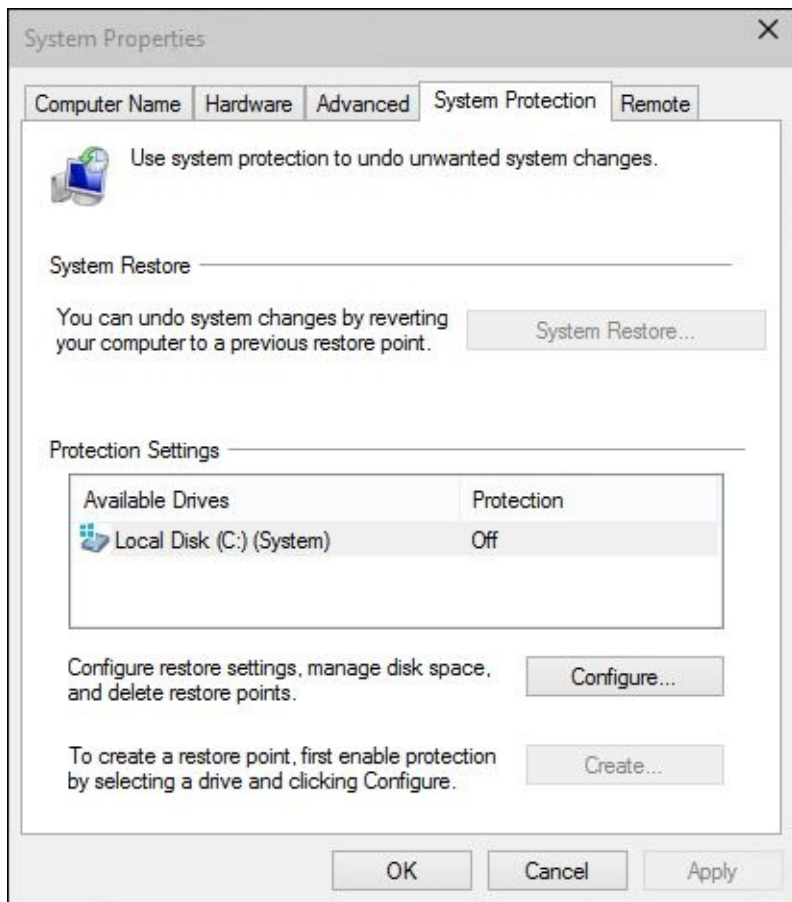 System Properties
Computer Name Hardware Advanced System Protection Remote
Use system protection to undo unwanted system changes.
System Restore
You can undo system changes by reverting
your computer to a previous restore point.
System Restore...
Protection Settings
Available Drives Protection
Local Disk (C:) (System) Off
Configure restore settings, manage disk space,
and delete restore points.
Configure...
To create a restore point, first enable protection
by selecting a drive and clicking Configure.
Create...
OK Cancel Apply